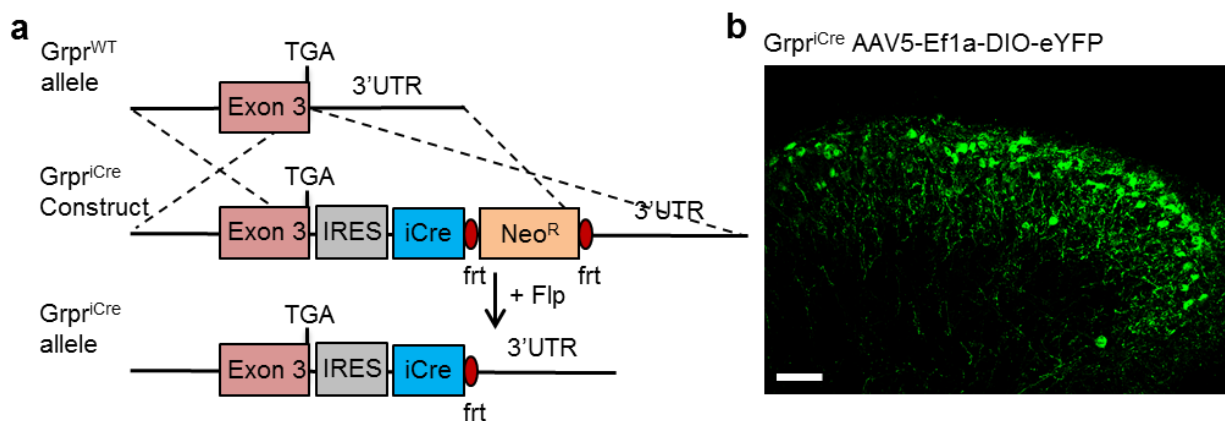 a
Grpr^WT
allele
TGA
3'UTR
Exon 3
Grpr^iCre
Construct
TGA
3'UTR
Exon 3
IRES
iCre
Neo^R
frt
frt
+ Flp
Grpr^iCre
allele
TGA
3'UTR
Exon 3
IRES
iCre
frt
b
Grpr^iCre AAV5-Ef1a-DIO-eYFP